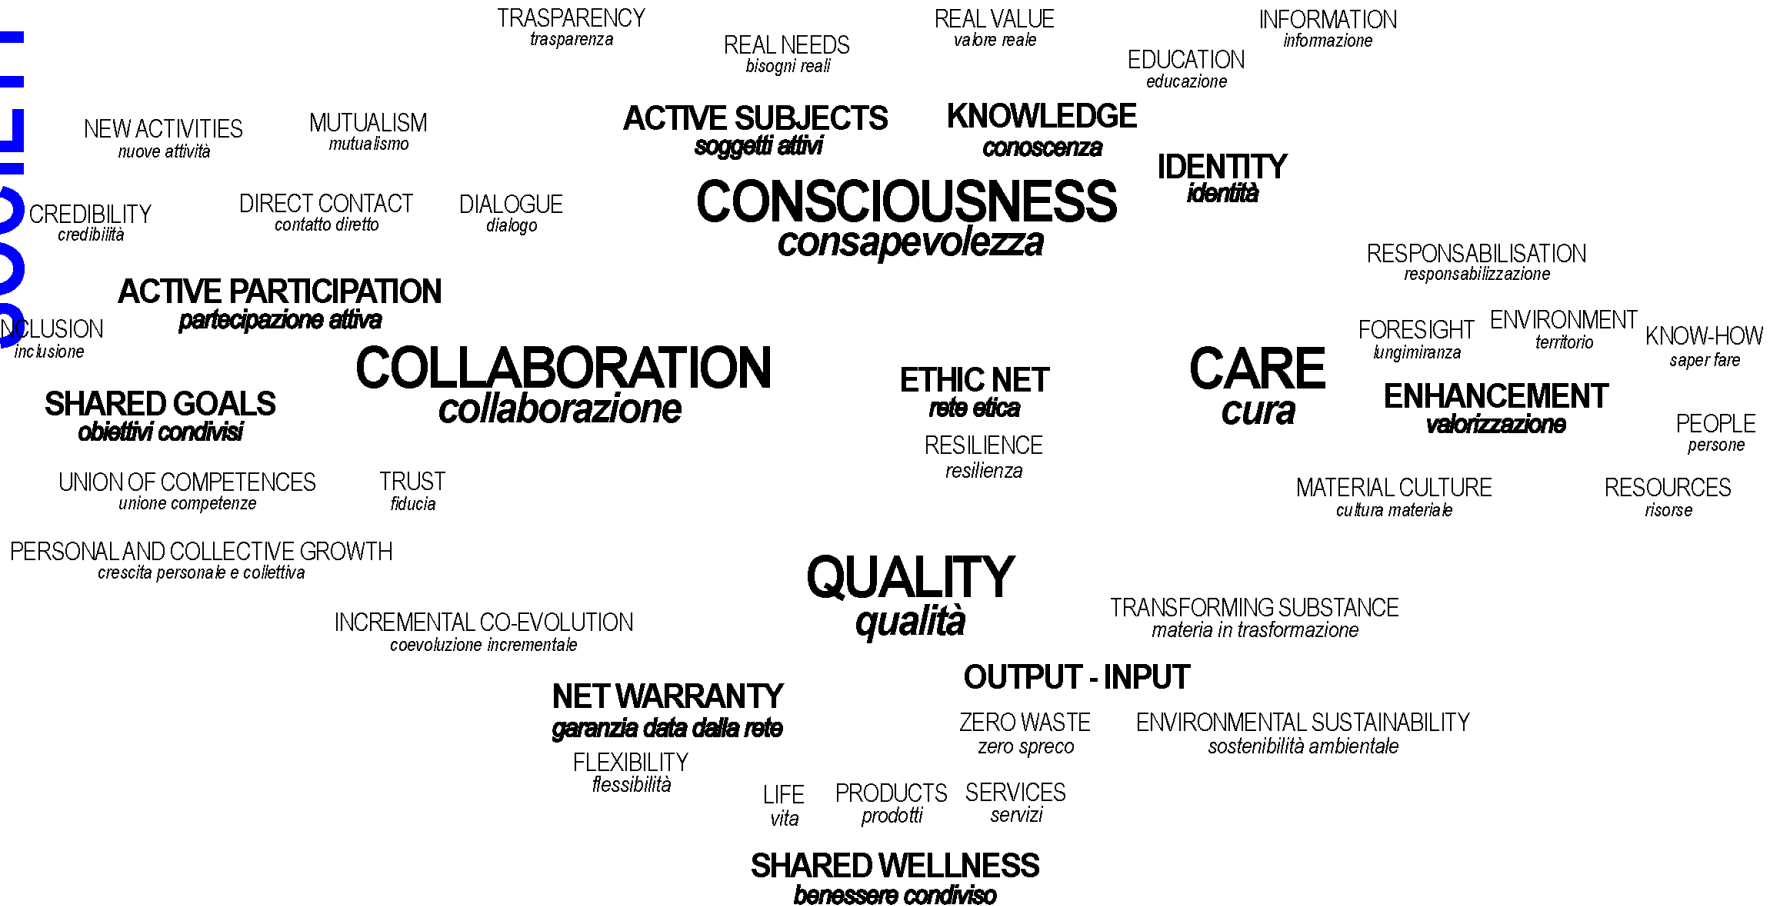 SOCIETY
TRASPARENCY
trasparenza
REAL NEEDS
bisogni reali
REAL VALUE
valore reale
EDUCATION
educazione
INFORMATION
informazione
NEW ACTIVITIES
nuove attività
MUTUALISM
mutualismo
ACTIVE SUBJECTS
soggetti attivi
KNOWLEDGE
conoscenza
IDENTITY
identità
CREDIBILITY
credibilità
DIRECT CONTACT
contatto diretto
DIALOGUE
dialogo
CONSCIOUSNESS
consapevolezza
RESPONSABILISATION
responsabilizzazione
ACTIVE PARTICIPATION
partecipazione attiva
NCLUSION
inclusione
COLLABORATION
collaborazione
ETHIC NET
rete etica
RESILIENCE
resilienza
CARE
cura
FORESIGHT
lungimiranza
ENVIRONMENT
territorio
KNOW-HOW
saper fare
ENHANCEMENT
valorizzazione
PEOPLE
persone
SHARED GOALS
obiettivi condivisi
UNION OF COMPETENCES
unione competenze
TRUST
fiducia
MATERIAL CULTURE
cultura materiale
RESOURCES
risorse
PERSONAL AND COLLECTIVE GROWTH
crescita personale e collettiva
QUALITY
qualità
INCREMENTAL CO-EVOLUTION
coevoluzione incrementale
TRANSFORMING SUBSTANCE
materia in trasformazione
NET WARRANTY
garanzia data dalla rete
FLEXIBILITY
flessibilità
OUTPUT - INPUT
ZERO WASTE
zero spreco
ENVIRONMENTAL SUSTAINABILITY
sostenibilità ambientale
LIFE
vita
PRODUCTS
prodotti
SERVICES
servizi
SHARED WELLNESS
benessere condiviso